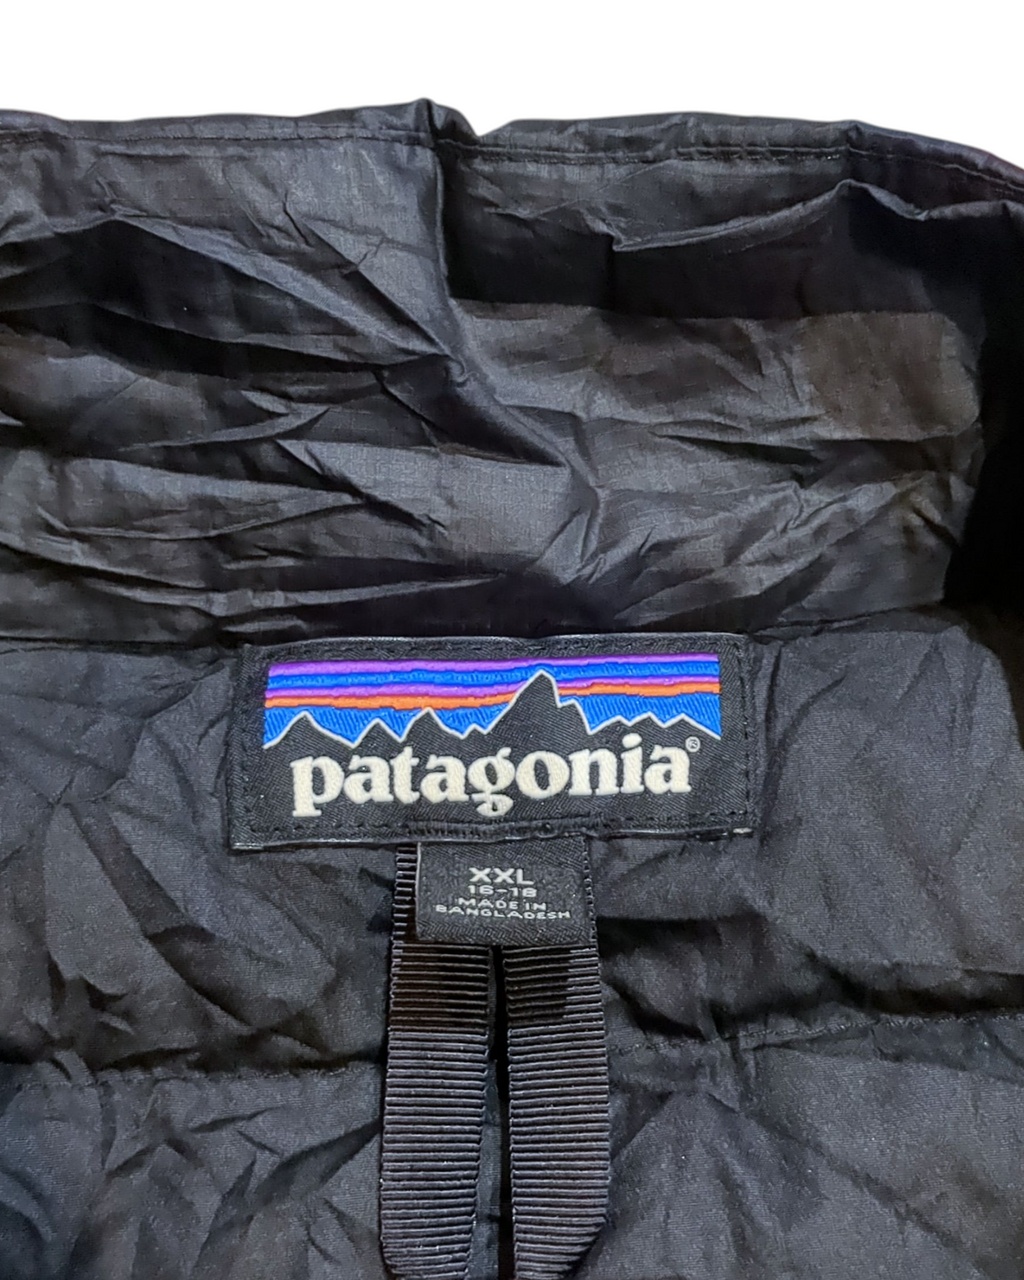 patagonia®
XXL
16-18
MADE IN
BANGLADESH